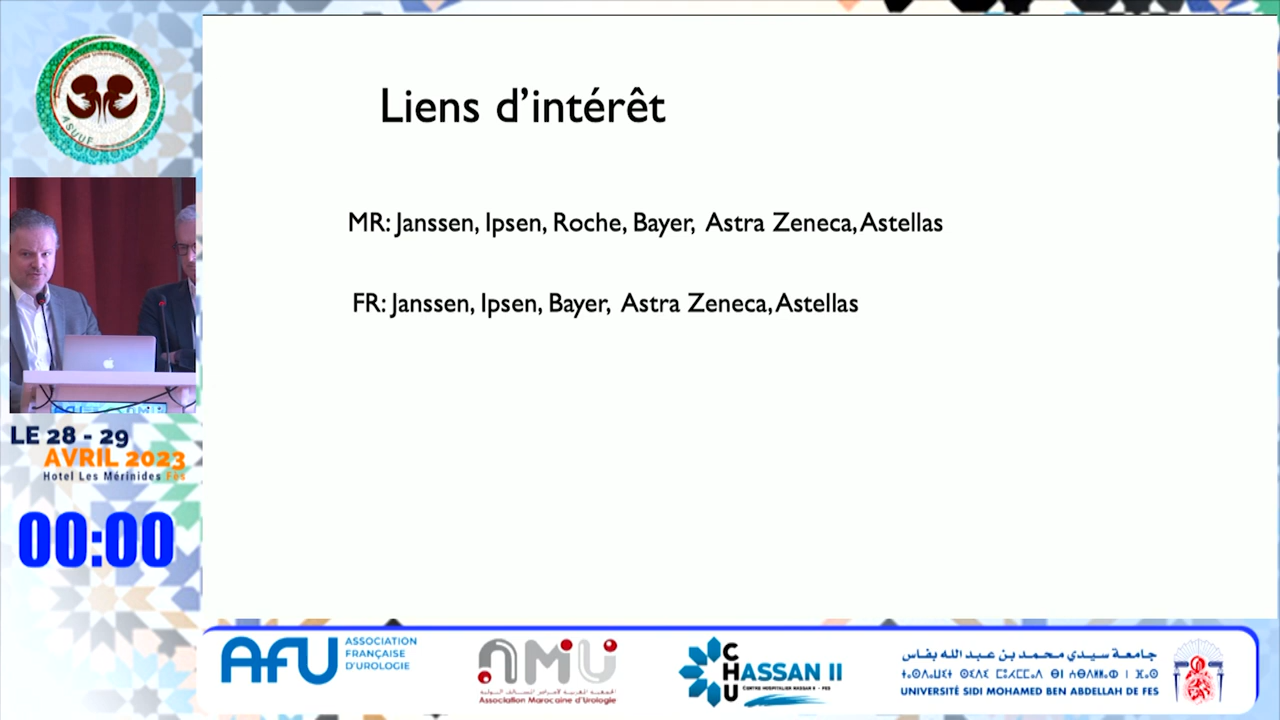 Liens d'intérêt
MR: Janssen, Ipsen, Roche, Bayer, Astra Zeneca, Astellas
FR: Janssen, Ipsen, Bayer, Astra Zeneca, Astellas
ASUUF
LE 28 - 29
AVRIL 2023
Hotel Les Mérinides Fes
00:00
AFU
ASSOCIATION
FRANÇAISE
D'UROLOGIE
AMU
Association Marocaine d'Urologie
CHU
HASSAN II
CENTRE HOSPITALIER HASSAN II - FES
جامعة سيدي محمد بن عبد الله بفاس
UNIVERSITÉ SIDI MOHAMED BEN ABDELLAH DE FES